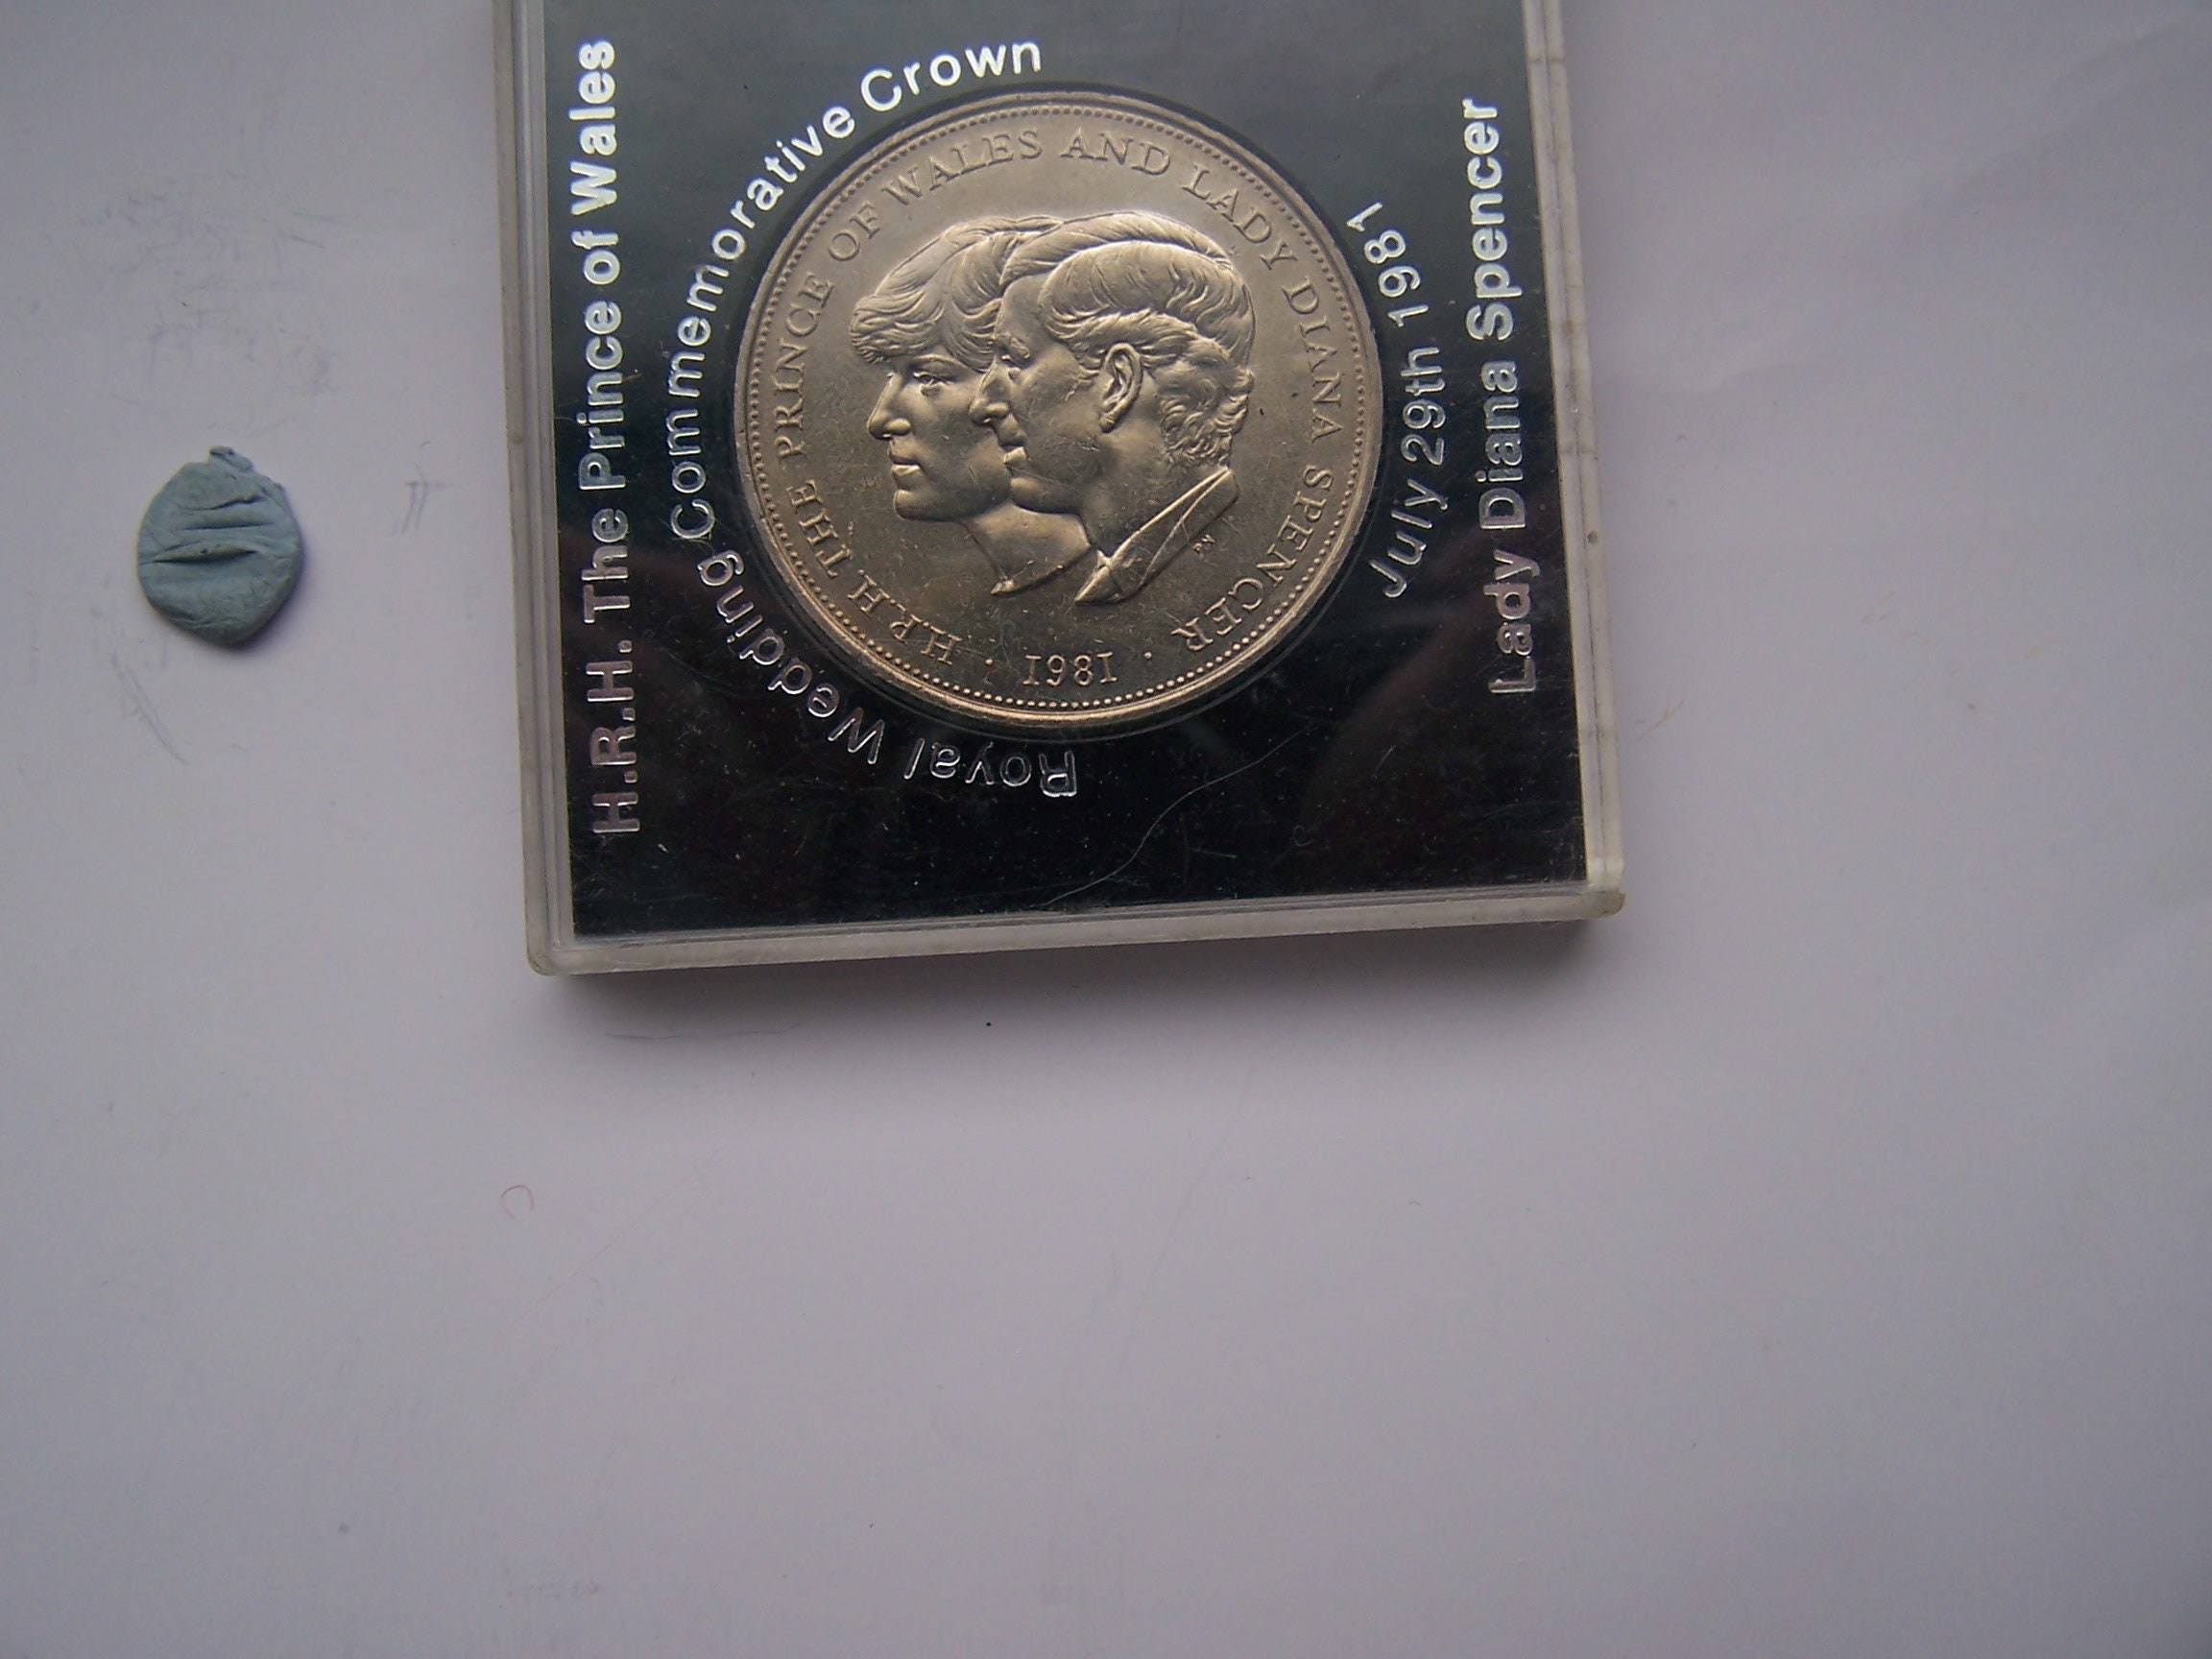 H.R.H. The Prince of Wales
Royal Wedding Commemorative Crown
H.R.H. THE PRINCE OF WALES AND LADY DIANA SPENCER
· 1981 ·
PN
July 29th 1981
Lady Diana Spencer